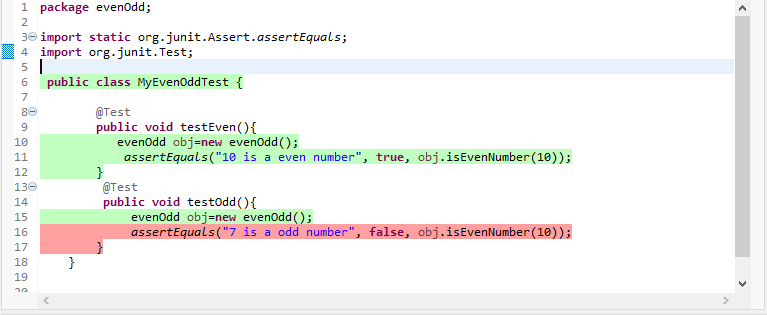 1 package evenOdd;
2
3 import static org.junit.Assert.assertEquals;
4 import org.junit.Test;
5
6 public class MyEvenOddTest {
7
8 @Test
9 public void testEven(){
10 evenOdd obj=new evenOdd();
11 assertEquals("10 is a even number", true, obj.isEvenNumber(10));
12 }
13 @Test
14 public void testOdd(){
15 evenOdd obj=new evenOdd();
16 assertEquals("7 is a odd number", false, obj.isEvenNumber(10));
17 }
18 }
19
20